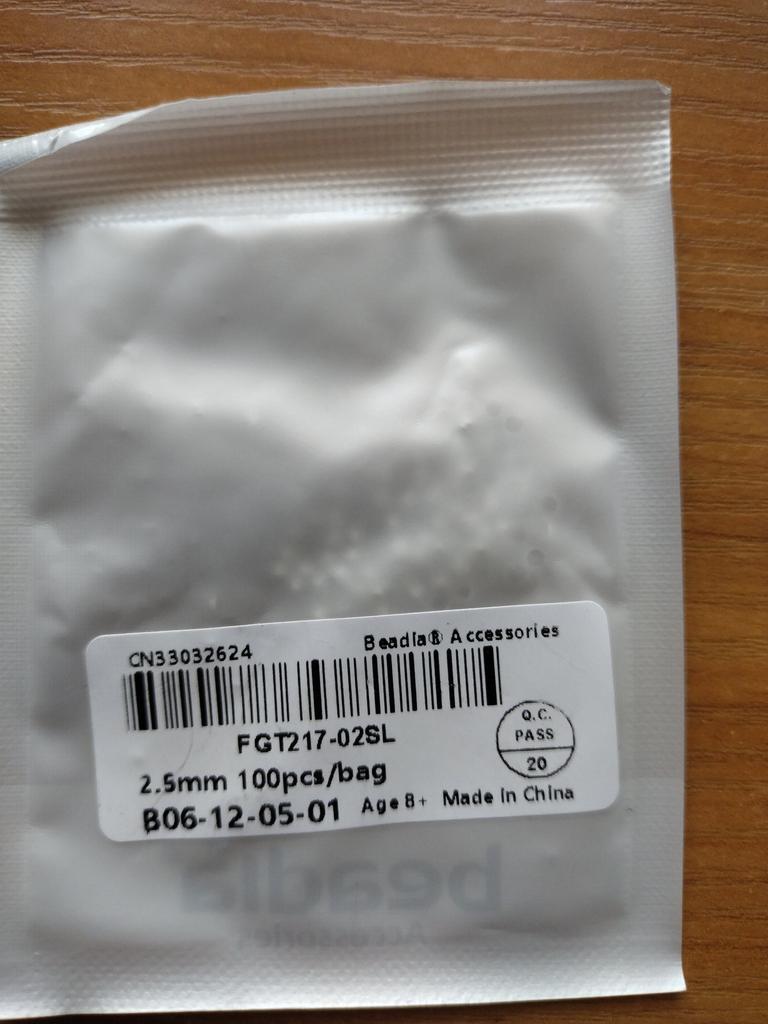 CN33032624
Beadia® Accessories
FGT217-02SL
Q.C.
PASS
20
2.5mm 100pcs/bag
B06-12-05-01 Age 8+ Made In China
beadia
Accessories